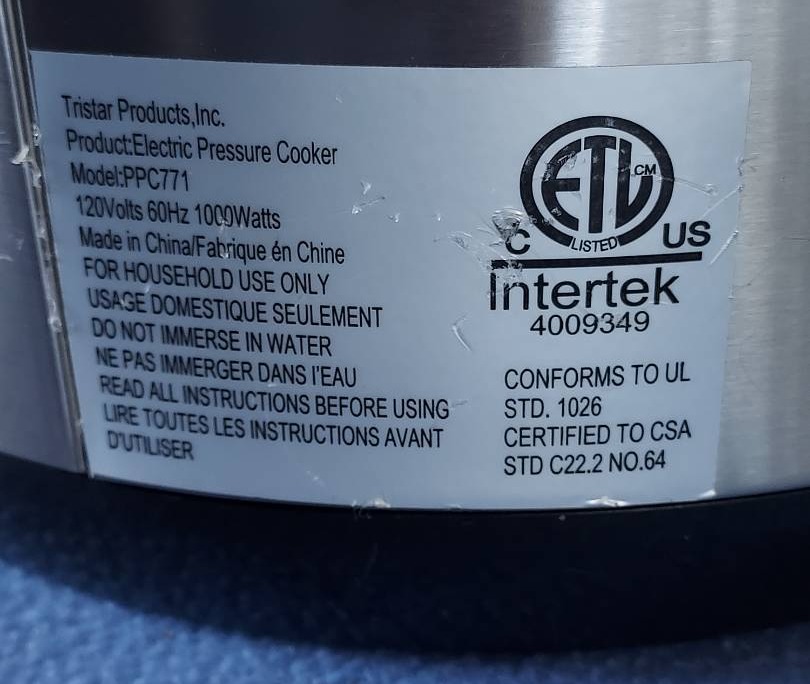 Tristar Products,Inc.
Product:Electric Pressure Cooker
Model:PPC771
120Volts 60Hz 1000Watts
Made in China/Fabrique én Chine
FOR HOUSEHOLD USE ONLY
USAGE DOMESTIQUE SEULEMENT
DO NOT IMMERSE IN WATER
NE PAS IMMERGER DANS l'EAU
READ ALL INSTRUCTIONS BEFORE USING
LIRE TOUTES LES INSTRUCTIONS AVANT
D'UTILISER
ETL CM
C LISTED US
Intertek
4009349
CONFORMS TO UL
STD. 1026
CERTIFIED TO CSA
STD C22.2 NO.64